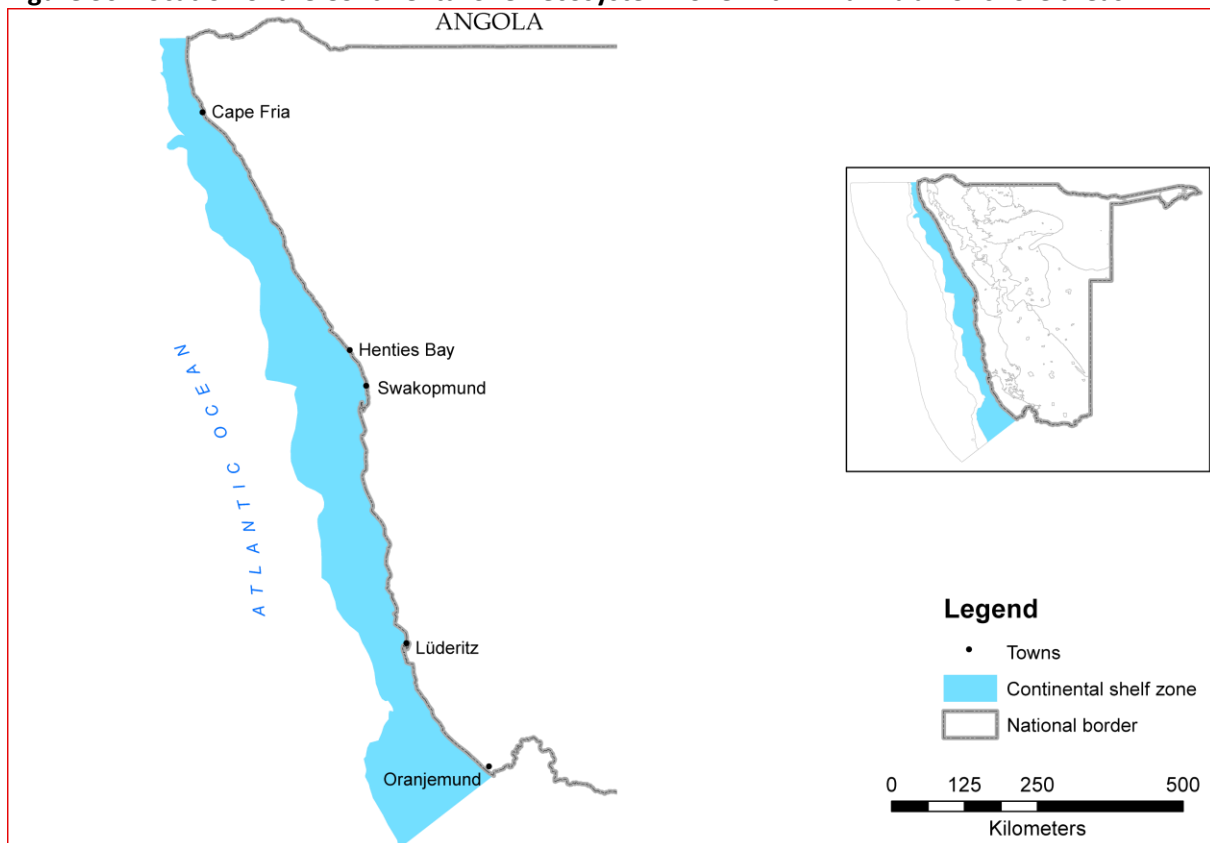 ANGOLA
Cape Fria
Henties Bay
Swakopmund
ATLANTIC OCEAN
Lüderitz
Oranjemund
Legend
Towns
Continental shelf zone
National border
0 125 250 500
Kilometers